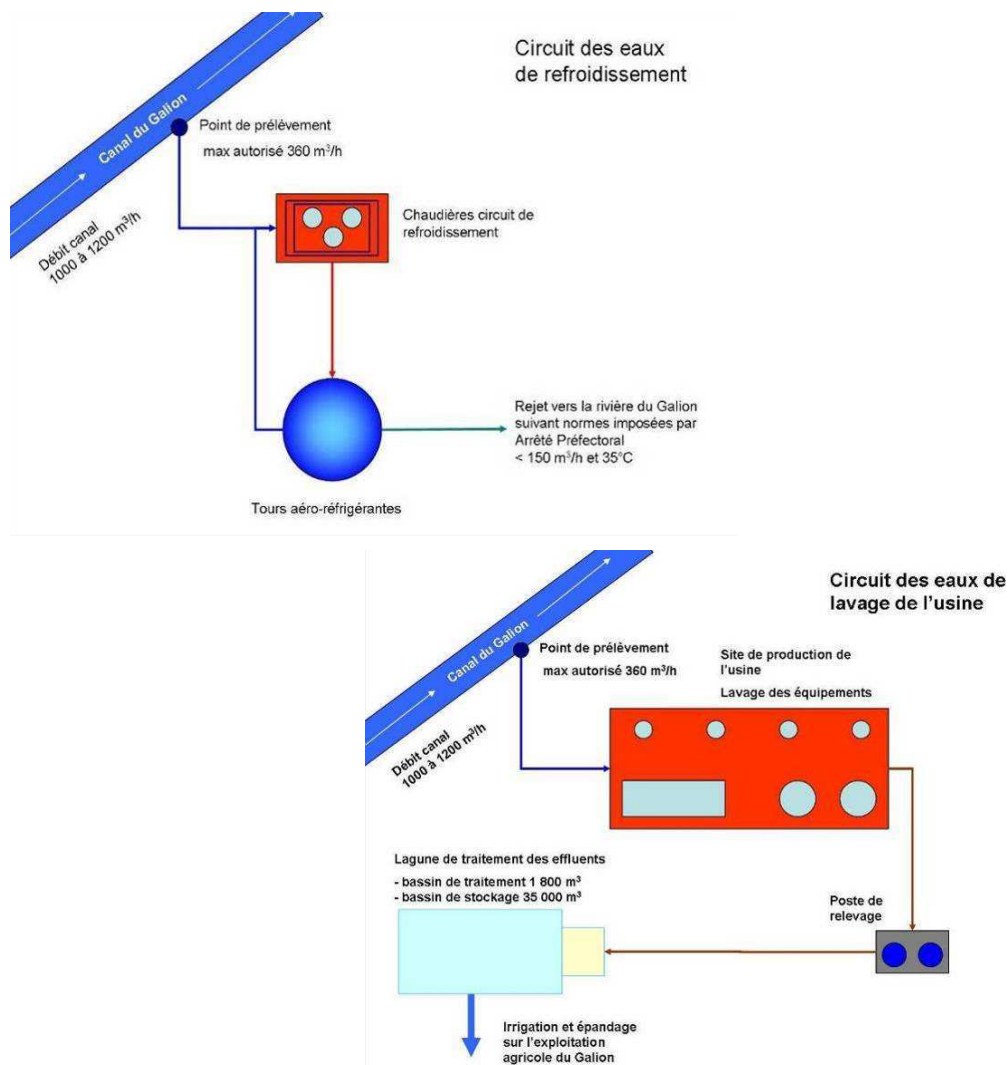 Circuit des eaux
de refroidissement
Canal du Galion
Point de prélèvement
max autorisé 360 m³/h
Débit canal
1000 à 1200 m³/h
Chaudières circuit de
refroidissement
Rejet vers la rivière du Galion
suivant normes imposées par
Arrêté Préfectoral
< 150 m³/h et 35°C
Tours aéro-réfrigérantes
Circuit des eaux de
lavage de l'usine
Canal du Galion
Point de prélèvement
max autorisé 360 m³/h
Site de production de
l'usine
Lavage des équipements
Débit canal
1000 à 1200 m³/h
Lagune de traitement des effluents
- bassin de traitement 1 800 m³
- bassin de stockage 35 000 m³
Poste de
relevage
Irrigation et épandage
sur l'exploitation
agricole du Galion